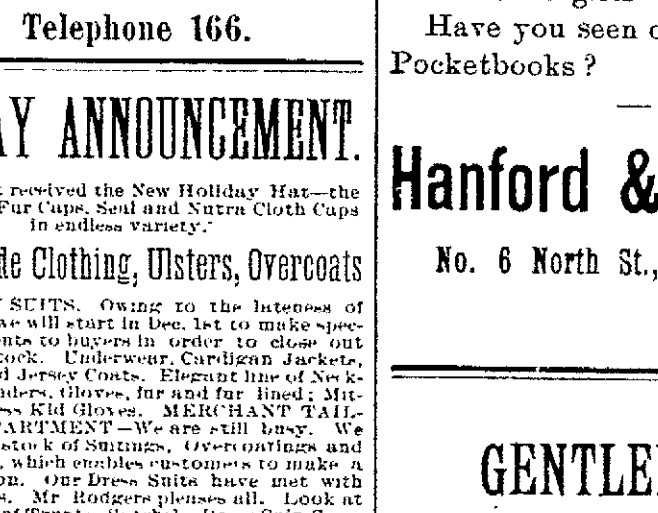 Telephone 166.
Y ANNOUNCEMENT.
received the New Holiday Hat—the
Fur Caps, Seal and Nutra Cloth Caps
in endless variety.
de Clothing, Ulsters, Overcoats
SUITS. Owing to the lateness of
we will start in Dec. 1st to make spec-
nts to buyers in order to close out
tock. Underwear, Cardigan Jackets,
d Jersey Coats. Elegant line of Neck-
nders, Gloves, fur and fur lined; Mit-
ss Kid Gloves. MERCHANT TAIL-
PARTMENT—We are still busy. We
stock of Suitings, Overcoatings and
, which enables customers to make a
on. Our Dress Suits have met with
s. Mr Rodgers pleases all. Look at
Have you seen
Pocketbooks ?
Hanford &
No. 6 North St.,
GENTLE